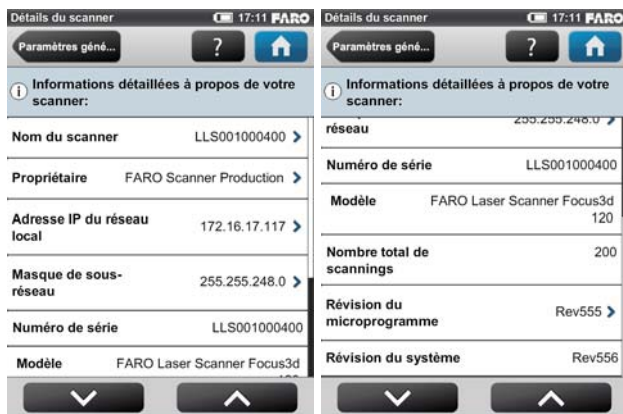 Détails du scanner 17:11 FARO
Paramètres géné... ?
i Informations détaillées à propos de votre
scanner:
Nom du scanner LLS001000400
Propriétaire FARO Scanner Production
Adresse IP du réseau
local 172.16.17.117
Masque de sous-
réseau 255.255.248.0
Numéro de série LLS001000400
Modèle FARO Laser Scanner Focus3d
Détails du scanner 17:11 FARO
Paramètres géné... ?
i Informations détaillées à propos de votre
scanner:
réseau 255.255.248.0
Numéro de série LLS001000400
Modèle FARO Laser Scanner Focus3d
120
Nombre total de 200
scannings
Révision du
microprogramme Rev555
Révision du système Rev556